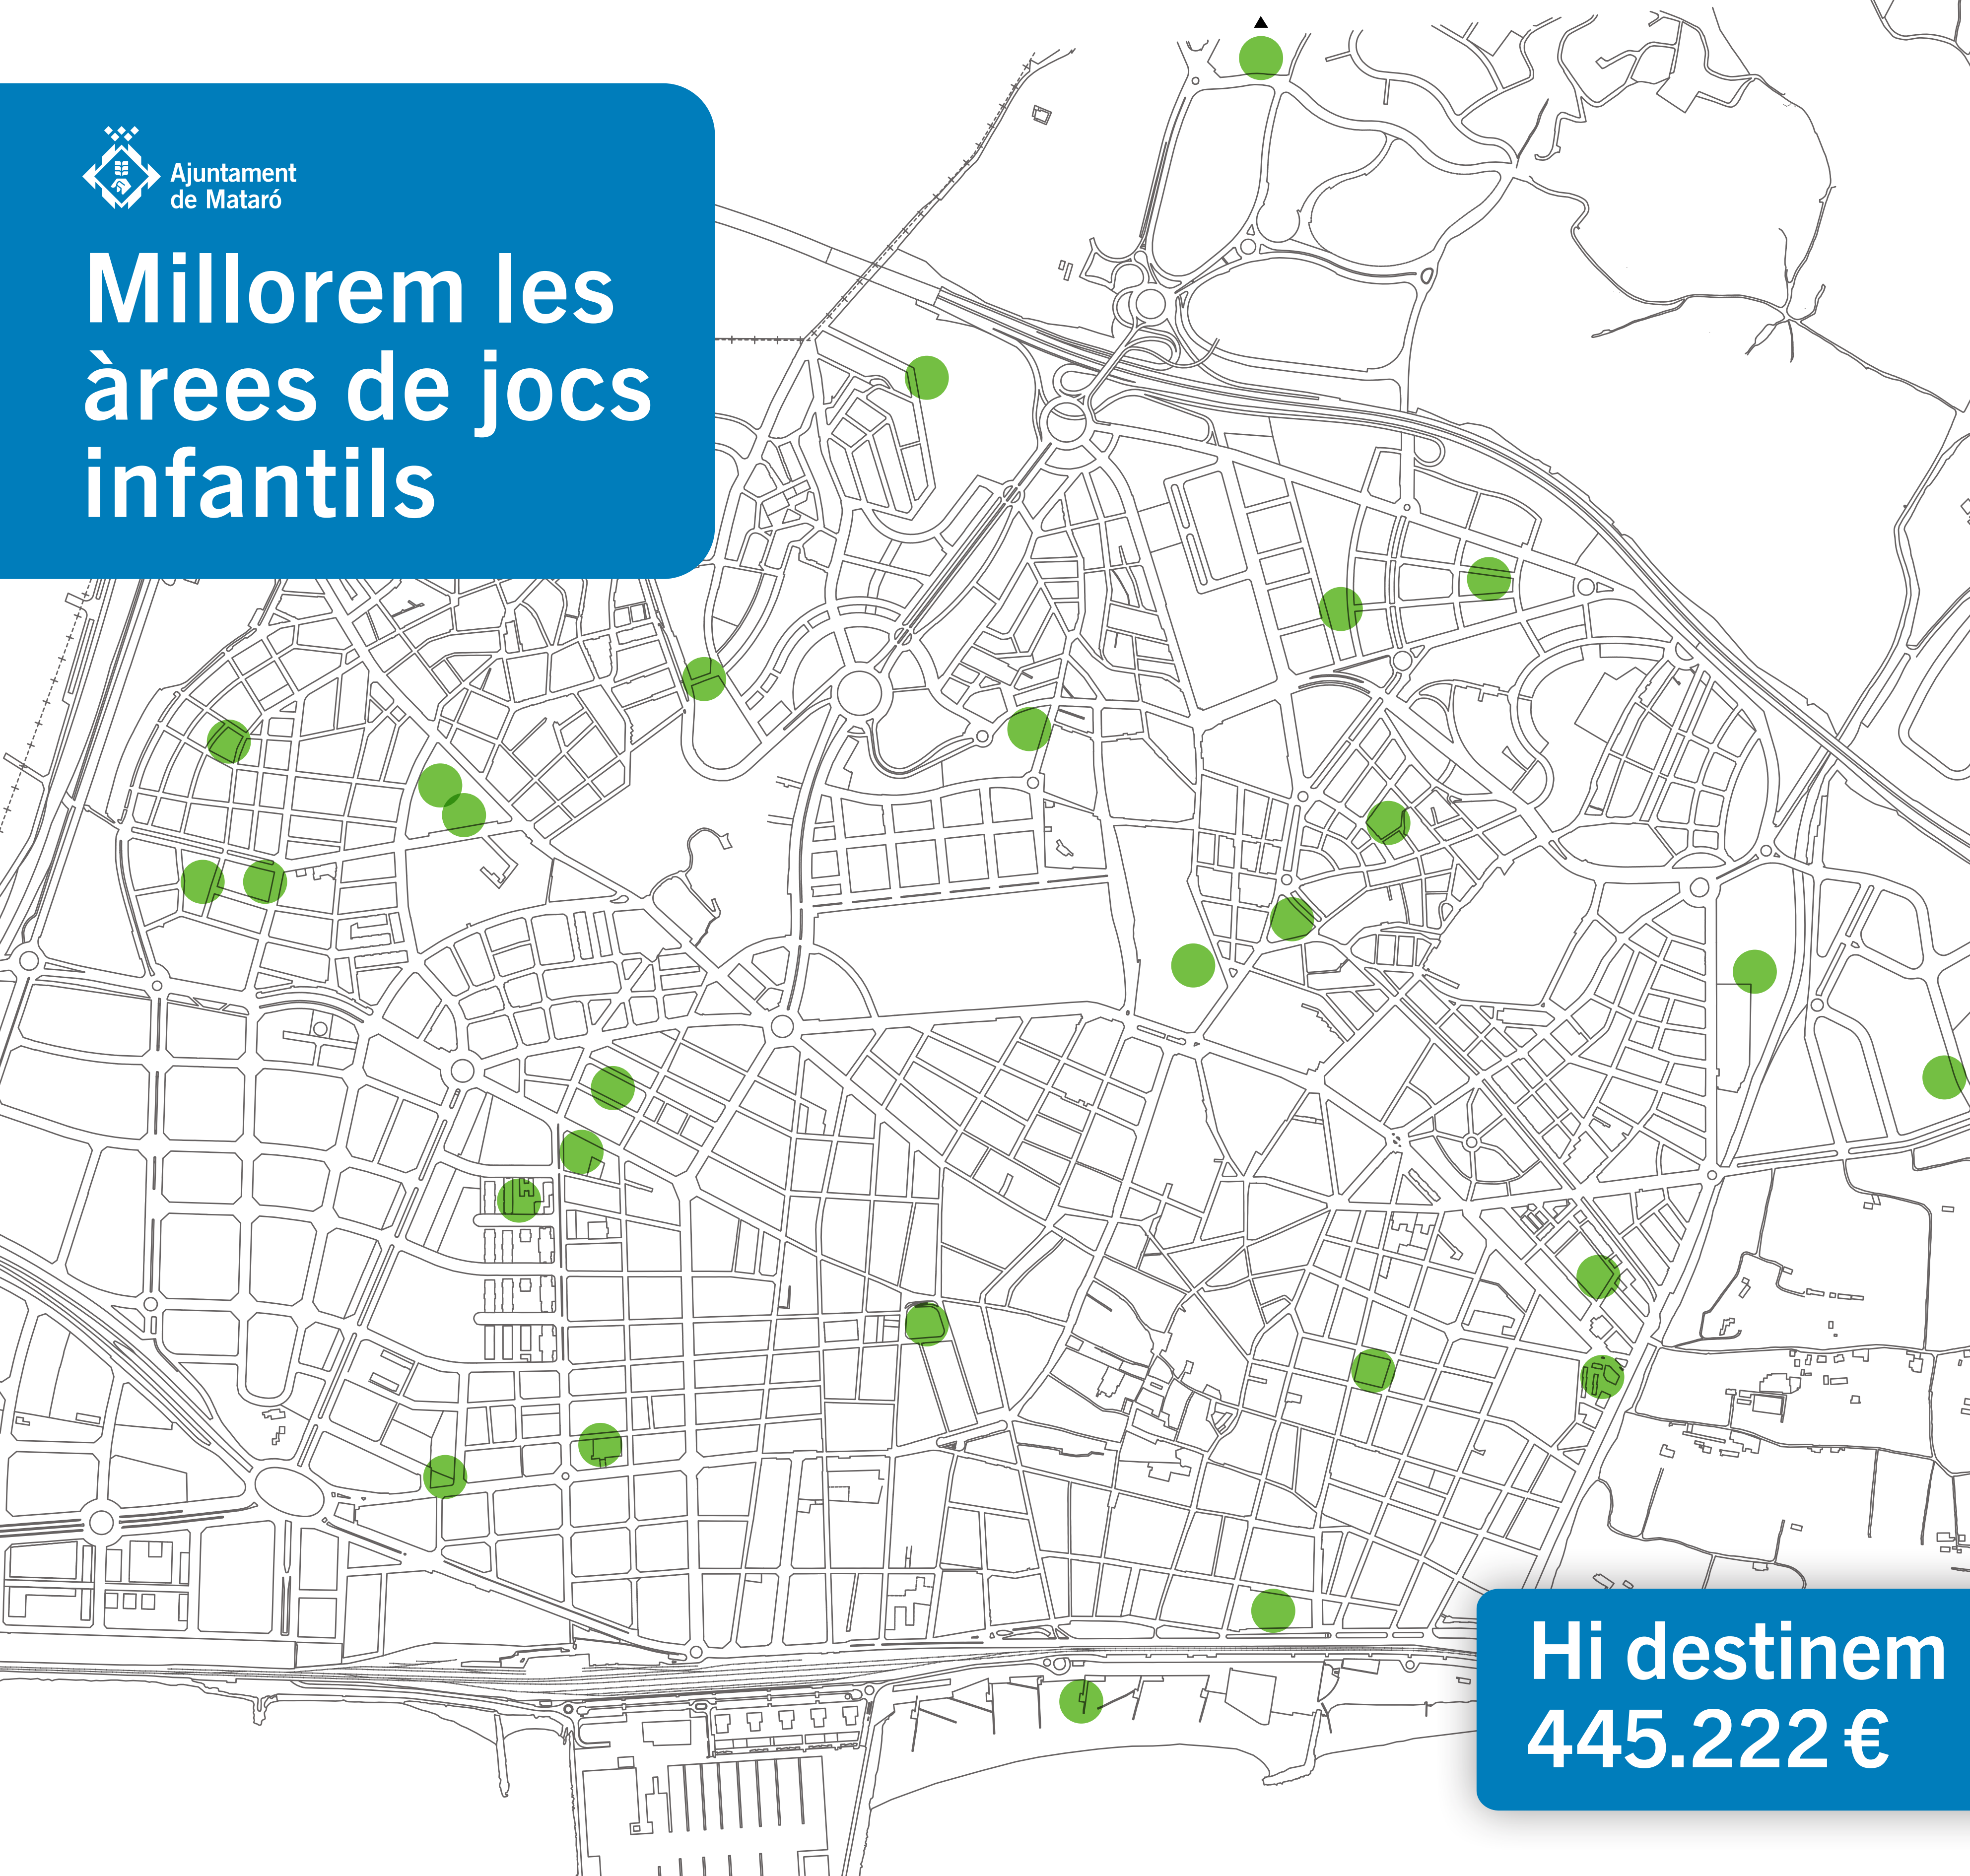 Ajuntament
de Mataró
Millorem les
àrees de jocs
infantils
Hi destinem
445.222 €